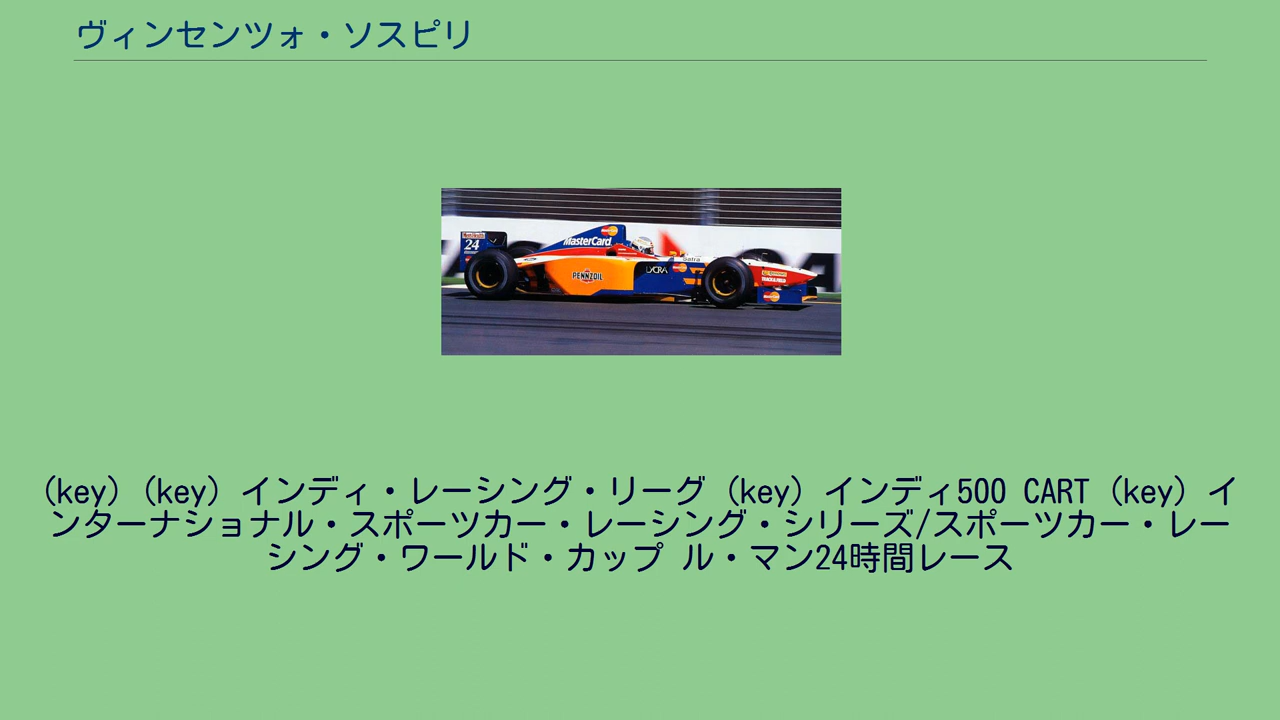 ヴィンセンツォ・ソスピリ
24
MasterCard
PENNZOIL
LYCRA
(key) (key) インディ・レーシング・リーグ (key) インディ500 CART (key) イ
ンターナショナル・スポーツカー・レーシング・シリーズ/スポーツカー・レー
シング・ワールド・カップ ル・マン24時間レース